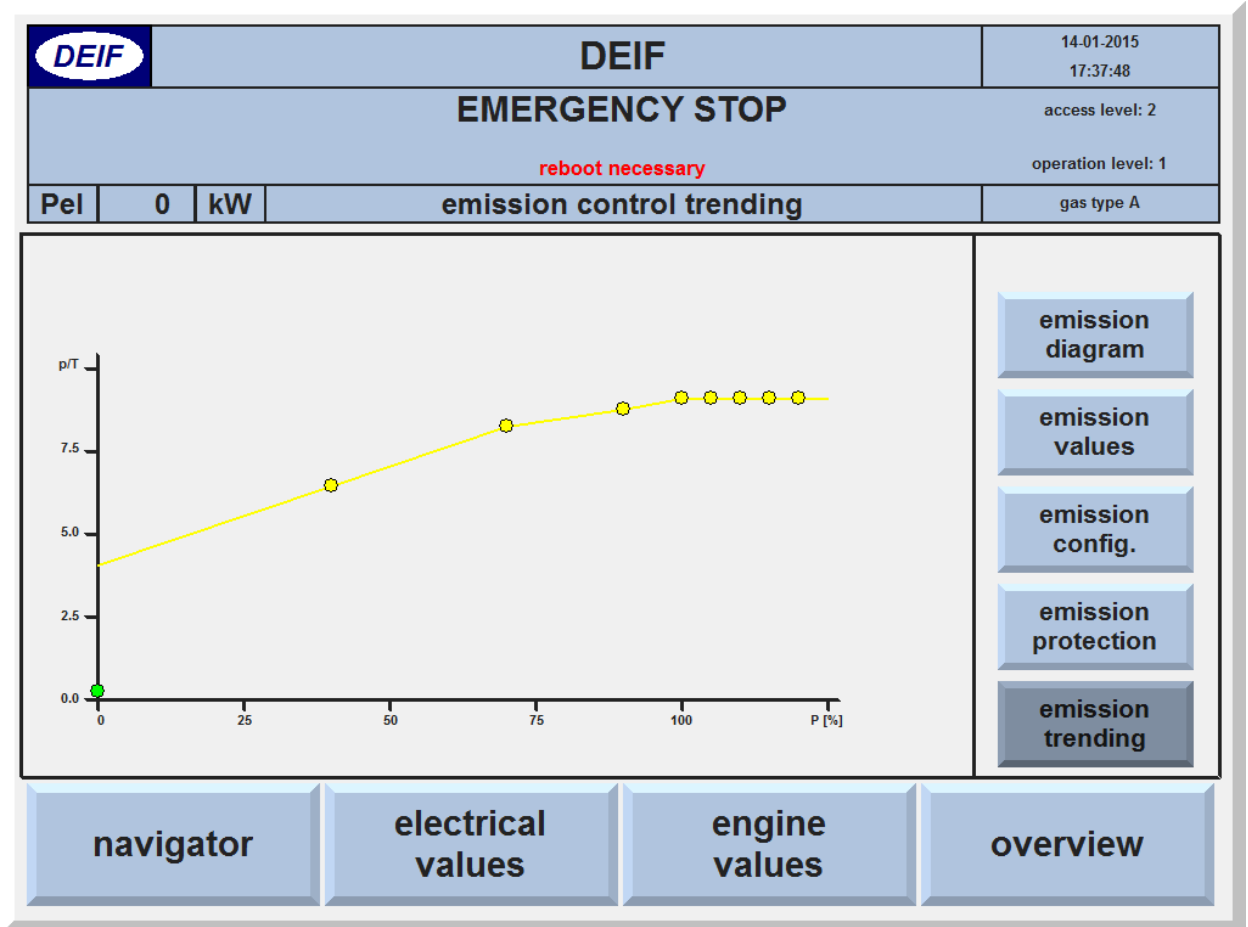 DEIF
DEIF
14-01-2015
17:37:48
EMERGENCY STOP
access level: 2
reboot necessary
operation level: 1
Pel 0 kW
emission control trending
gas type A
p/T
7.5
5.0
2.5
0.0
0 25 50 75 100 P [%]
emission
diagram
emission
values
emission
config.
emission
protection
emission
trending
navigator
electrical
values
engine
values
overview